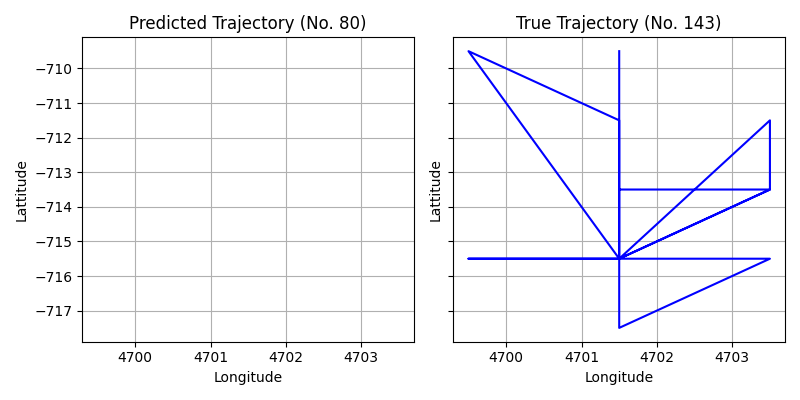 Predicted Trajectory (No. 80)
Lattitude
−710
−711
−712
−713
−714
−715
−716
−717
4700
4701
4702
4703
Longitude
True Trajectory (No. 143)
Lattitude
4700
4701
4702
4703
Longitude